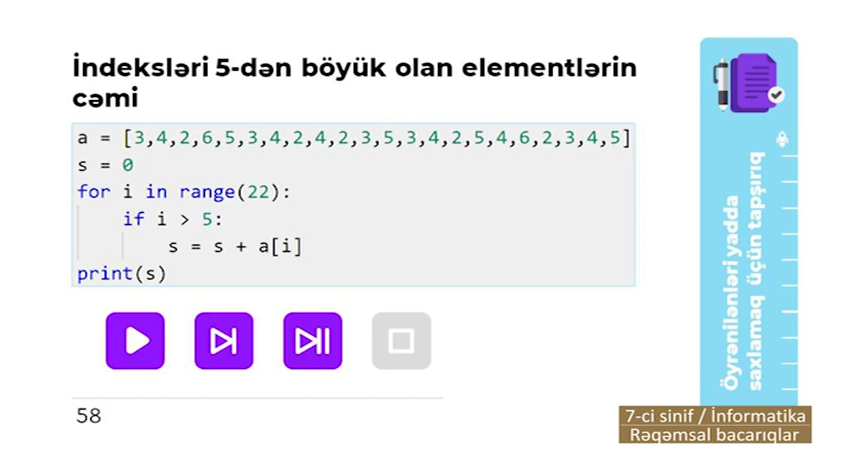 İndeksləri 5-dən böyük olan elementlərin
cəmi
a = [3,4,2,6,5,3,4,2,4,2,3,5,3,4,2,5,4,6,2,3,4,5]
s = 0
for i in range(22):
    if i > 5:
        s = s + a[i]
print(s)
58
Öyrənilənləri yadda
saxlamaq üçün tapşırıq
7-ci sinif / İnformatika
Rəqəmsal bacarıqlar